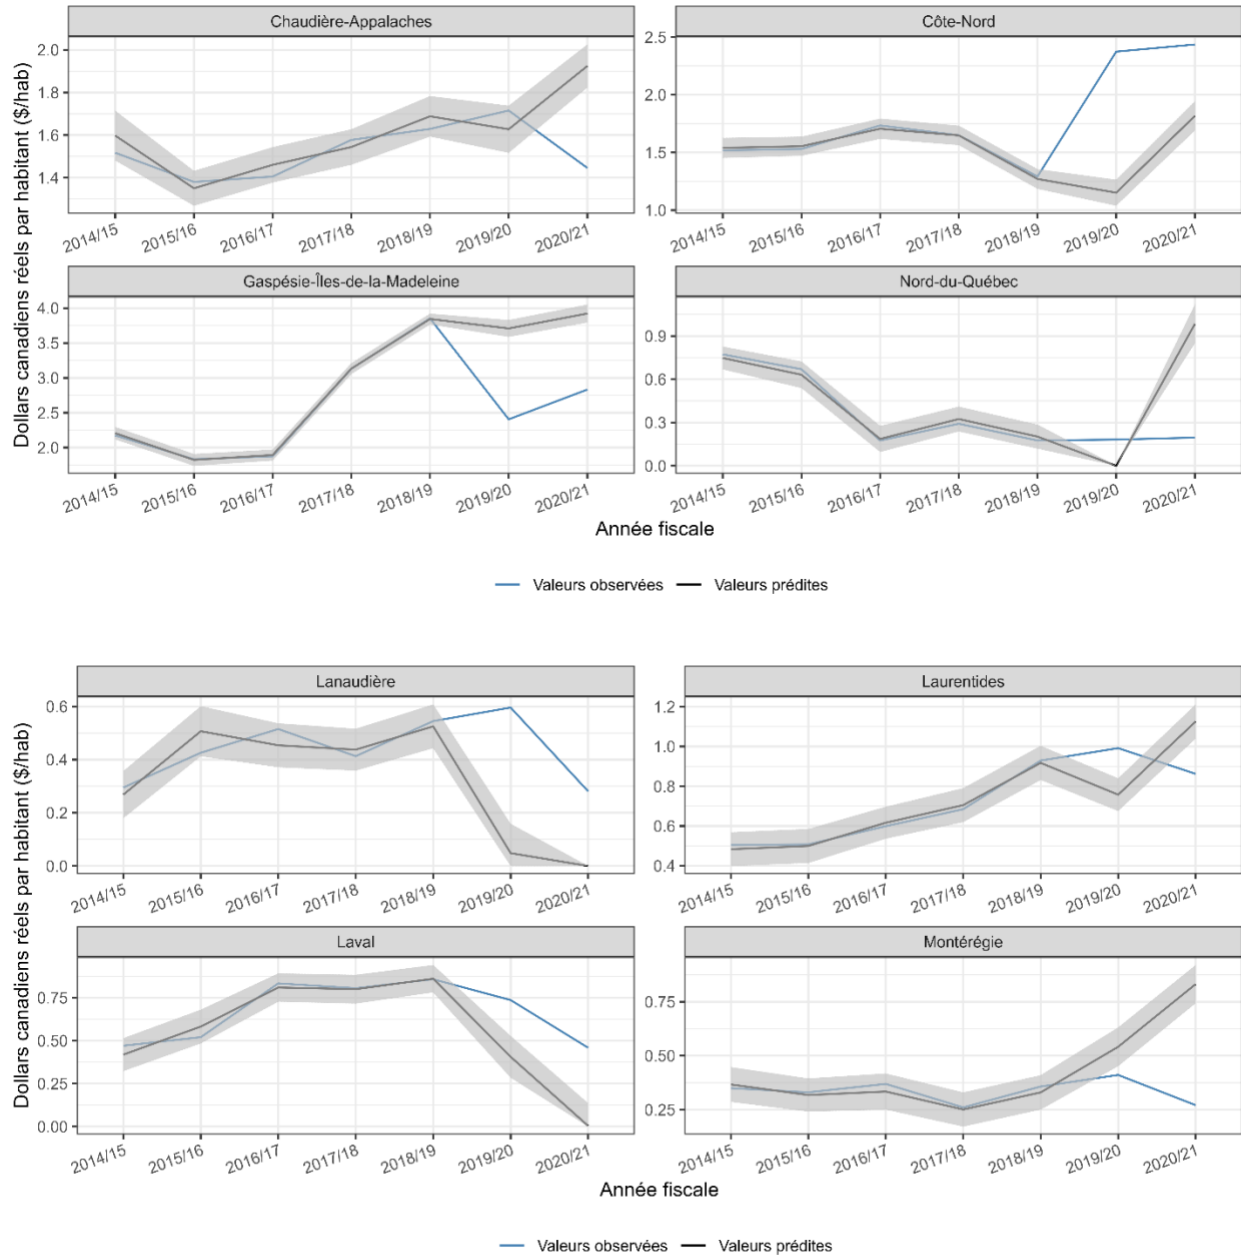 Chaudière-Appalaches
Côte-Nord
Dollars canadiens réels par habitant ($/hab)
2.0
1.8
1.6
1.4
2.5
2.0
1.5
1.0
2014/15 2015/16 2016/17 2017/18 2018/19 2019/20 2020/21
2014/15 2015/16 2016/17 2017/18 2018/19 2019/20 2020/21
Gaspésie-Îles-de-la-Madeleine
Nord-du-Québec
4.0
3.5
3.0
2.5
2.0
0.9
0.6
0.3
0.0
2014/15 2015/16 2016/17 2017/18 2018/19 2019/20 2020/21
2014/15 2015/16 2016/17 2017/18 2018/19 2019/20 2020/21
Année fiscale
Valeurs observées Valeurs prédites
Lanaudière
Laurentides
Dollars canadiens réels par habitant ($/hab)
0.6
0.4
0.2
0.0
1.2
1.0
0.8
0.6
0.4
2014/15 2015/16 2016/17 2017/18 2018/19 2019/20 2020/21
2014/15 2015/16 2016/17 2017/18 2018/19 2019/20 2020/21
Laval
Montérégie
0.75
0.50
0.25
0.00
0.75
0.50
0.25
2014/15 2015/16 2016/17 2017/18 2018/19 2019/20 2020/21
2014/15 2015/16 2016/17 2017/18 2018/19 2019/20 2020/21
Année fiscale
Valeurs observées Valeurs prédites